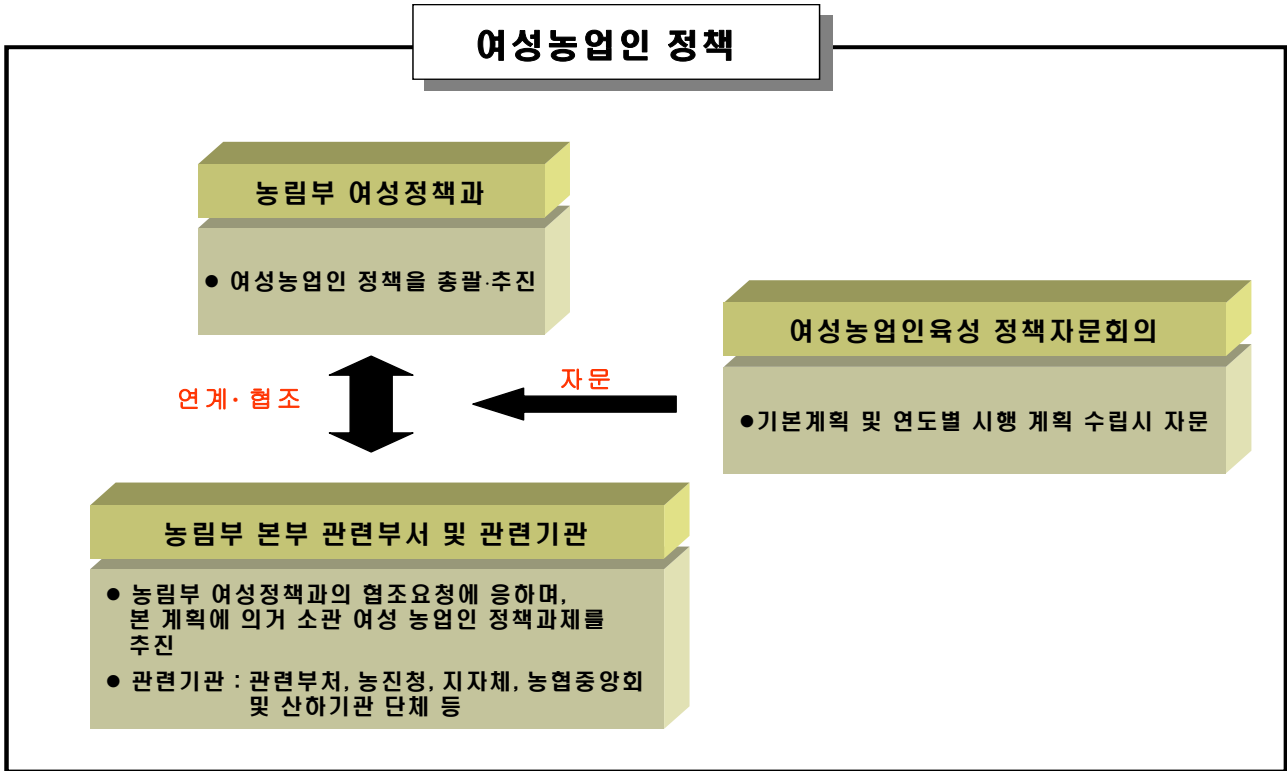 여성농업인 정책
농림부 여성정책과
● 여성농업인 정책을 총괄·추진
연계· 협조
자문
여성농업인육성 정책자문회의
●기본계획 및 연도별 시행 계획 수립시 자문
농림부 본부 관련부서 및 관련기관
● 농림부 여성정책과의 협조요청에 응하며,
본 계획에 의거 소관 여성 농업인 정책과제를
추진
● 관련기관 : 관련부처, 농진청, 지자체, 농협중앙회
및 산하기관 단체 등